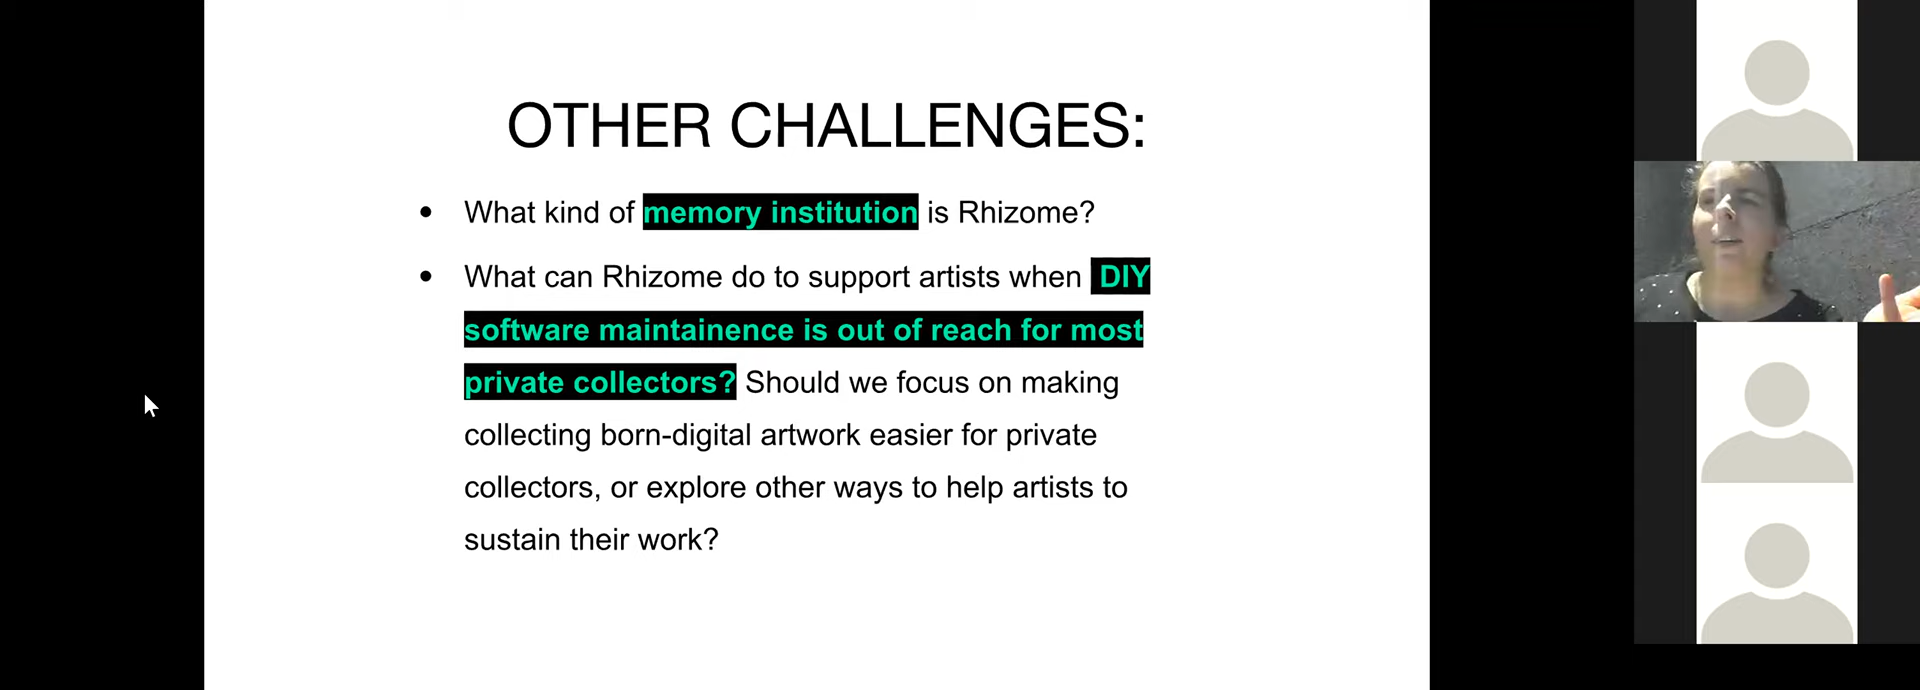 OTHER CHALLENGES:
• What kind of memory institution is Rhizome?
• What can Rhizome do to support artists when DIY
software maintainence is out of reach for most
private collectors? Should we focus on making
collecting born-digital artwork easier for private
collectors, or explore other ways to help artists to
sustain their work?